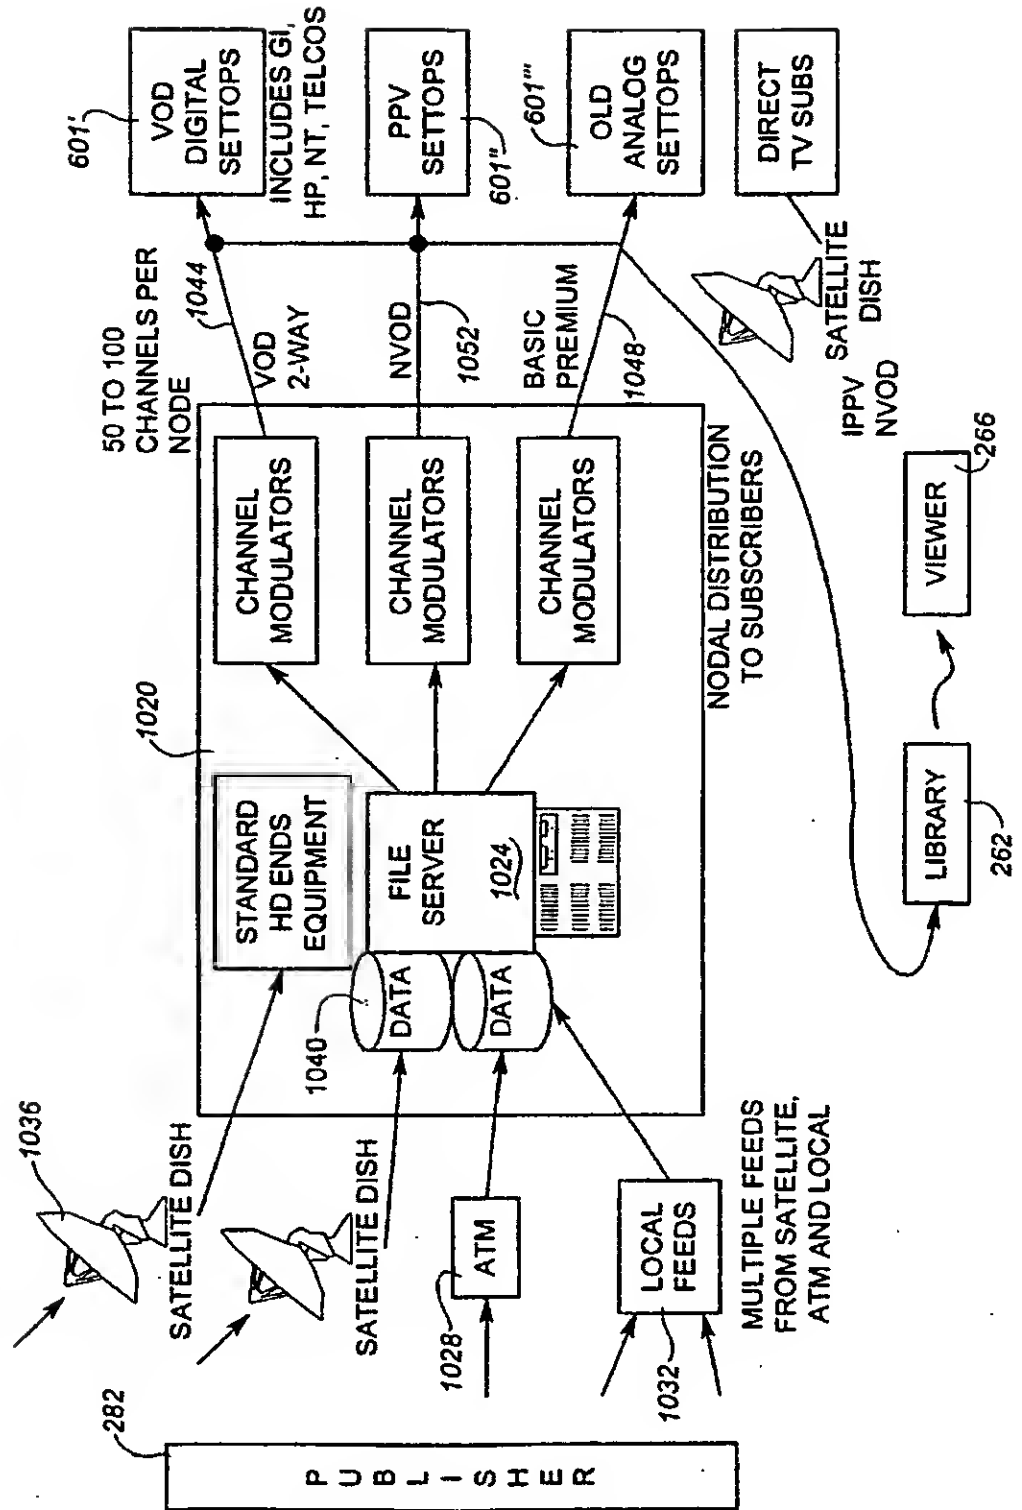 282
P
U
B
L
I
S
H
E
R
1036
SATELLITE DISH
SATELLITE DISH
1028
ATM
1032
LOCAL
FEEDS
MULTIPLE FEEDS
FROM SATELLITE,
ATM AND LOCAL
1020
STANDARD
HD ENDS
EQUIPMENT
1040
DATA
DATA
FILE
SERVER
1024
CHANNEL
MODULATORS
CHANNEL
MODULATORS
CHANNEL
MODULATORS
NODAL DISTRIBUTION
TO SUBSCRIBERS
50 TO 100
CHANNELS PER
NODE
1044
VOD
2-WAY
NVOD
1052
BASIC
PREMIUM
1048
601'
VOD
DIGITAL
SETTOPS
INCLUDES GI,
HP, NT, TELCOS
PPV
SETTOPS
601"
601'"
OLD
ANALOG
SETTOPS
DIRECT
TV SUBS
SATELLITE
DISH
IPPV
NVOD
LIBRARY
262
VIEWER
266